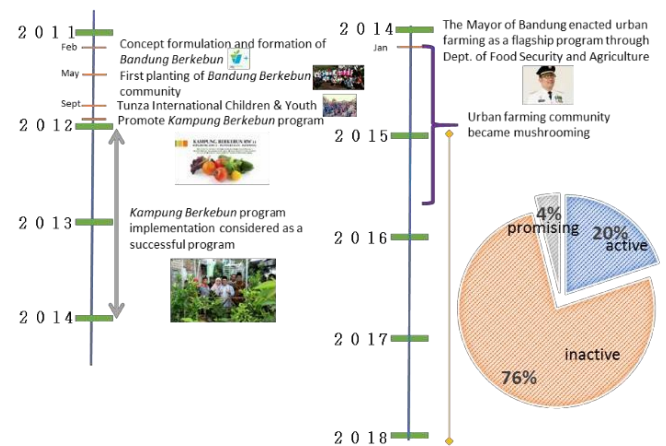 2011
Feb
Concept formulation and formation of
Bandung Berkebun
May
First planting of Bandung Berkebun
community
Sept
Tunza International Children & Youth
Promote Kampung Berkebun program
2012
KAMPUNG BERKEBUN
Kampung Berkebun program
implementation considered as a
successful program
2013
2014
2014
Jan
The Mayor of Bandung enacted urban
farming as a flagship program through
Dept. of Food Security and Agriculture
Urban farming community
became mushrooming
2015
2016
2017
2018
4%
promising
20%
active
inactive
76%